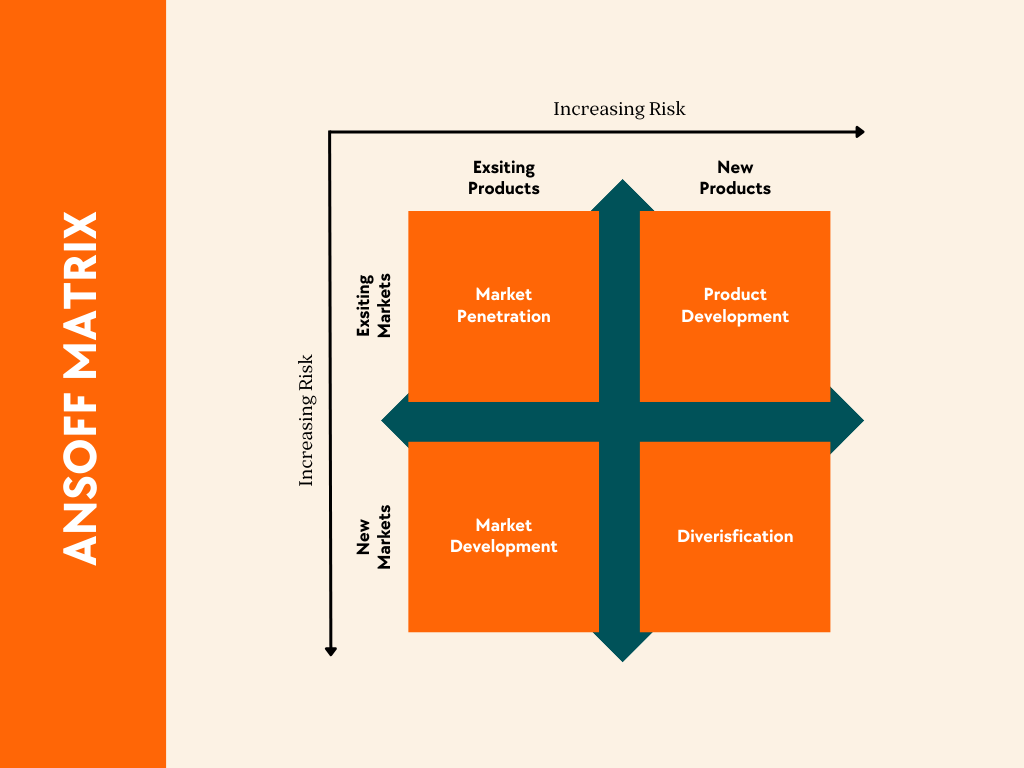 ANSOFF MATRIX
Increasing Risk
Exsiting
Products
New
Products
Increasing Risk
Exsiting
Markets
Market
Penetration
Product
Development
New
Markets
Market
Development
Diverisfication